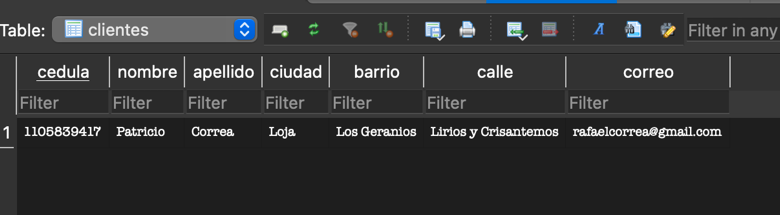 Table: clientes Filter in any
cedula nombre apellido ciudad barrio calle correo
Filter Filter Filter Filter Filter Filter Filter
1 1105839417 Patricio Correa Loja Los Geranios Lirios y Crisantemos rafaelcorrea@gmail.com